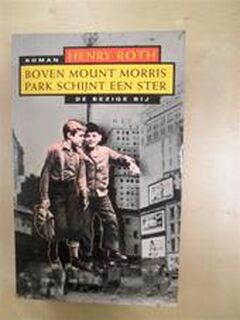 ROMAN HENRY ROTH
BOVEN MOUNT MORRIS
PARK SCHIJNT EEN STER
DE BEZIGE BIJ